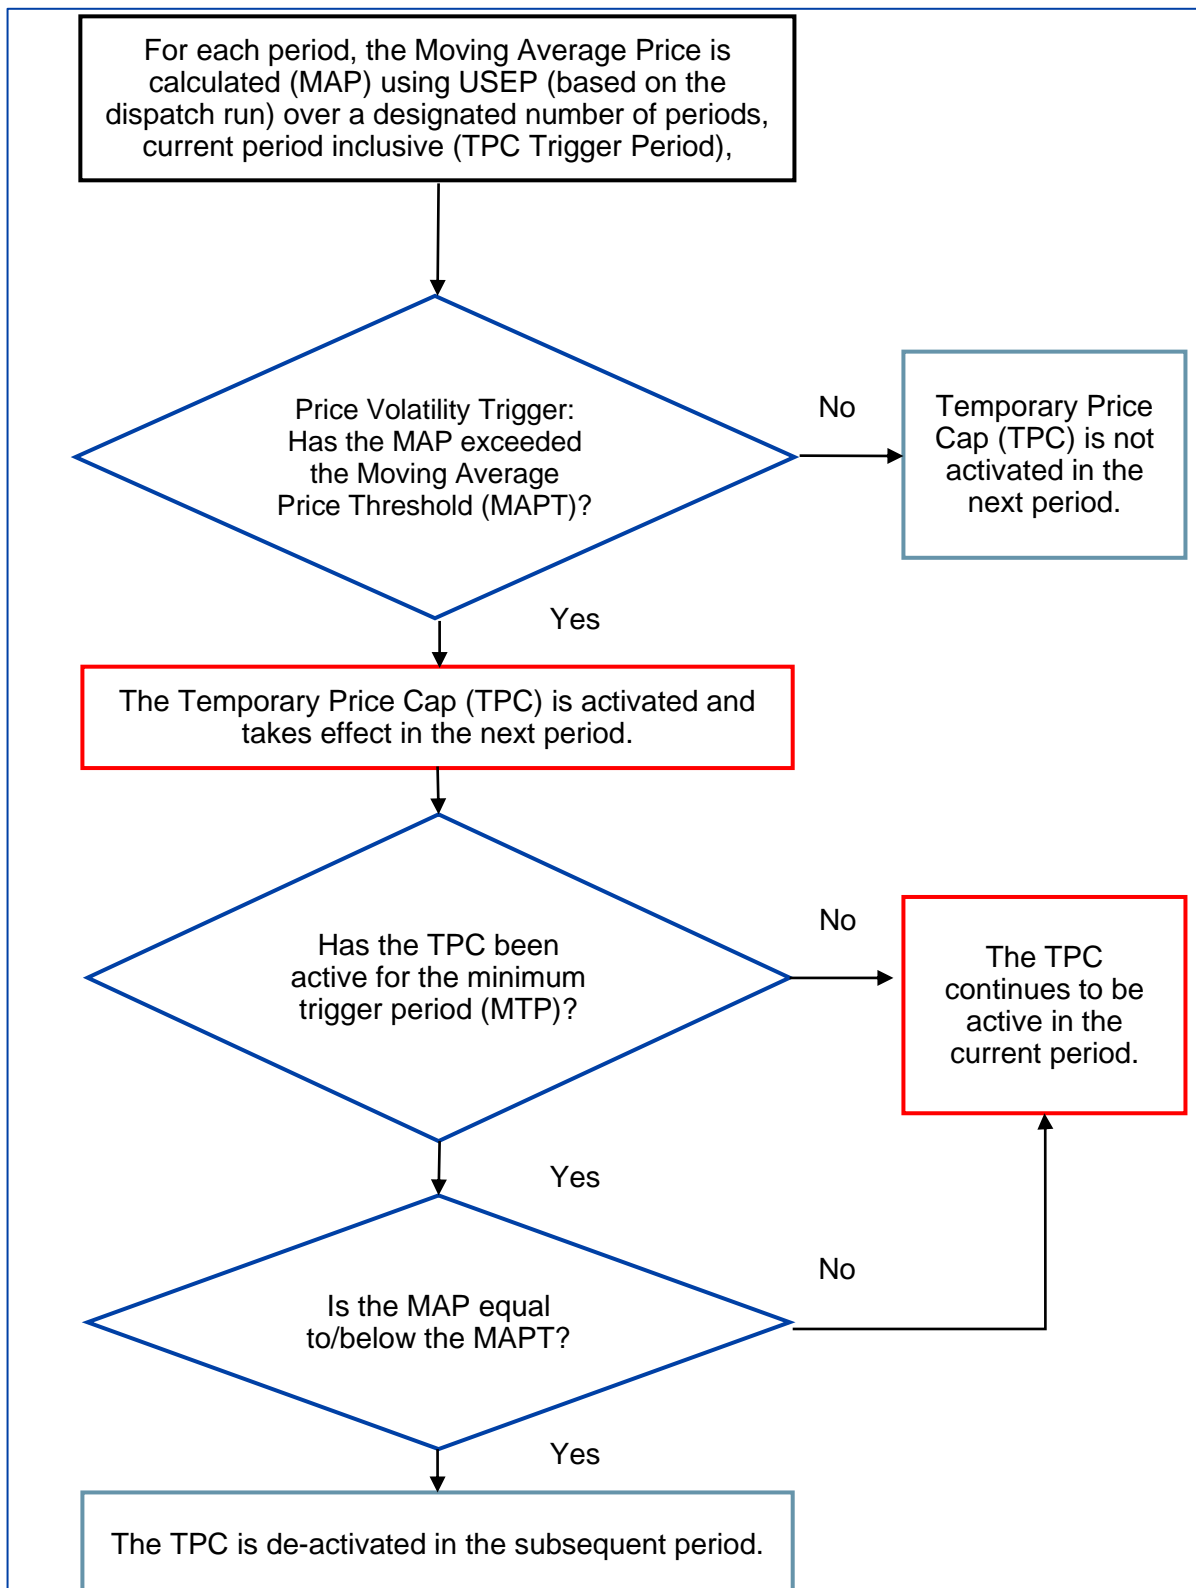 For each period, the Moving Average Price is
calculated (MAP) using USEP (based on the
dispatch run) over a designated number of periods,
current period inclusive (TPC Trigger Period),
Price Volatility Trigger:
Has the MAP exceeded
the Moving Average
Price Threshold (MAPT)?
No
Temporary Price
Cap (TPC) is not
activated in the
next period.
Yes
The Temporary Price Cap (TPC) is activated and
takes effect in the next period.
Has the TPC been
active for the minimum
trigger period (MTP)?
No
The TPC
continues to be
active in the
current period.
Yes
Is the MAP equal
to/below the MAPT?
No
Yes
The TPC is de-activated in the subsequent period.